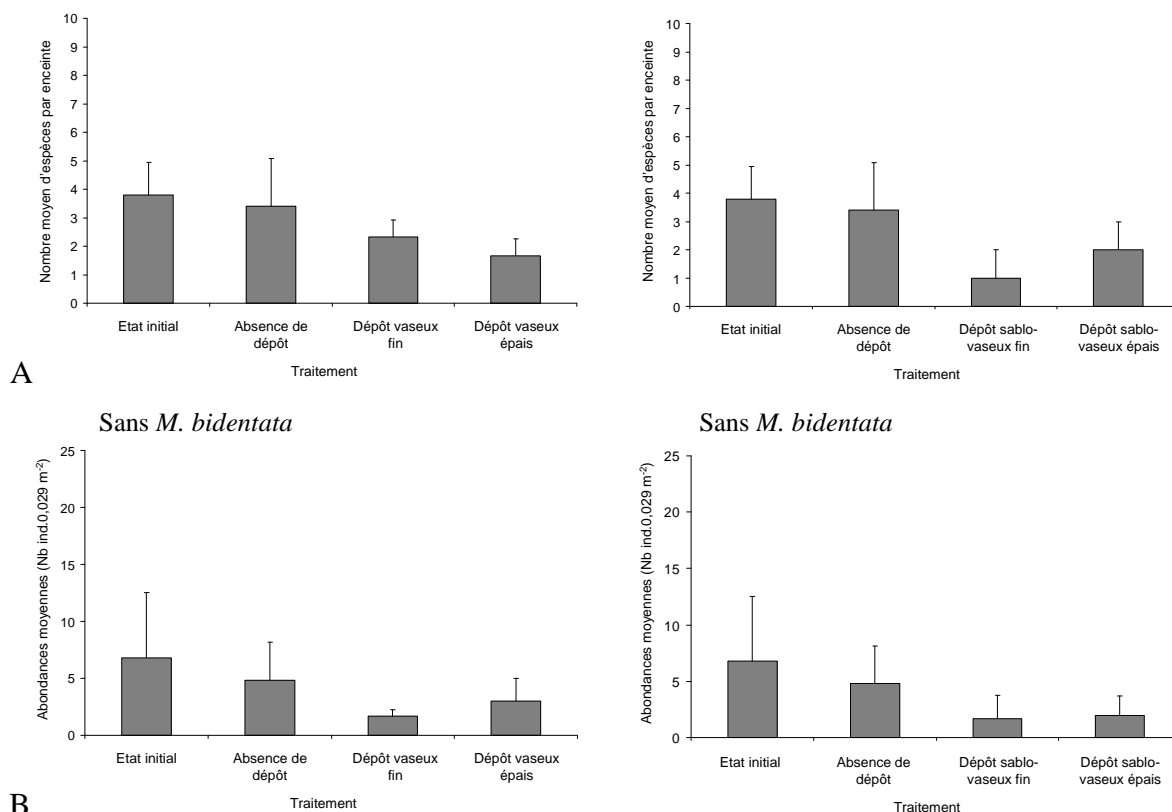 Nombre moyen d'espèces par enceinte
10
9
8
7
6
5
4
3
2
1
0
Etat initial
Absence de dépôt
Dépôt vaseux fin
Dépôt vaseux épais
Traitement
Nombre moyen d'espèces par enceinte
10
9
8
7
6
5
4
3
2
1
0
Etat initial
Absence de dépôt
Dépôt sablo-vaseux fin
Dépôt sablo-vaseux épais
Traitement
A
Sans M. bidentata
Abondances moyennes (Nb ind.0,029 m-2)
25
20
15
10
5
0
Etat initial
Absence de dépôt
Dépôt vaseux fin
Dépôt vaseux épais
Traitement
Sans M. bidentata
Abondances moyennes (Nb ind.0,029 m-2)
25
20
15
10
5
0
Etat initial
Absence de dépôt
Dépôt sablo-vaseux fin
Dépôt sablo-vaseux épais
Traitement
B